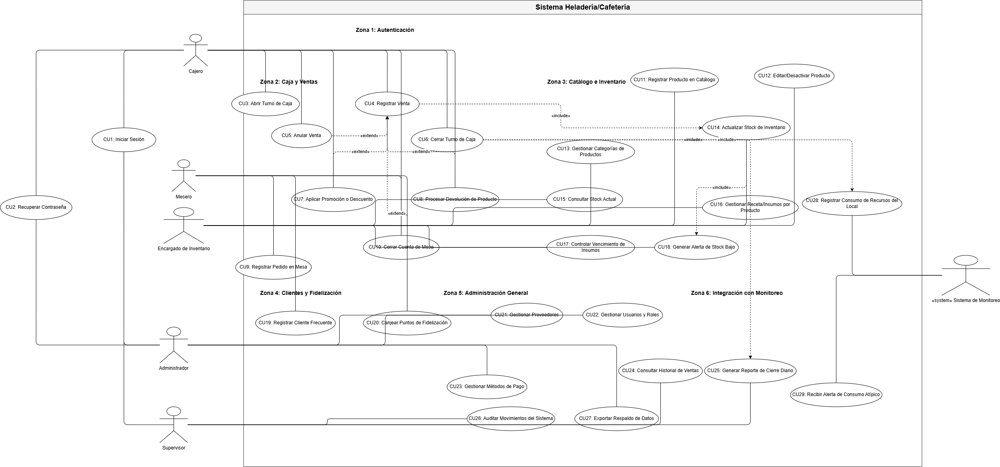 Sistema Heladería/Cafetería
Zona 1: Autenticación
Cajero
Zona 2: Caja y Ventas
Zona 3: Catálogo e Inventario
CU11: Registrar Producto en Catálogo
CU12: Editar/Desactivar Producto
CU3: Abrir Turno de Caja
CU4: Registrar Venta
«include»
CU14: Actualizar Stock de Inventario
CU1: Iniciar Sesión
CU5: Anular Venta
«extend»
CU6: Cerrar Turno de Caja
«include»
«include»
«extend»
«extend»
CU13: Gestionar Categorías de
Productos
Mesero
«include»
CU2: Recuperar Contraseña
CU7: Aplicar Promoción o Descuento
CU8: Procesar Devolución de Producto
CU15: Consultar Stock Actual
CU16: Gestionar Receta/Insumos por
Producto
CU28: Registrar Consumo de Recursos del
Local
«extend»
Encargado de Inventario
CU10: Cerrar Cuenta de Mesa
CU17: Controlar Vencimiento de
Insumos
CU18: Generar Alerta de Stock Bajo
CU9: Registrar Pedido en Mesa
Zona 4: Clientes y Fidelización
Zona 5: Administración General
Zona 6: Integración con Monitoreo
«system» Sistema de Monitoreo
CU19: Registrar Cliente Frecuente
CU20: Canjear Puntos de Fidelización
CU21: Gestionar Proveedores
CU22: Gestionar Usuarios y Roles
Administrador
CU23: Gestionar Métodos de Pago
CU24: Consultar Historial de Ventas
CU25: Generar Reporte de Cierre Diario
CU29: Recibir Alerta de Consumo Atípico
CU26: Auditar Movimientos del Sistema
CU27: Exportar Respaldo de Datos
Supervisor